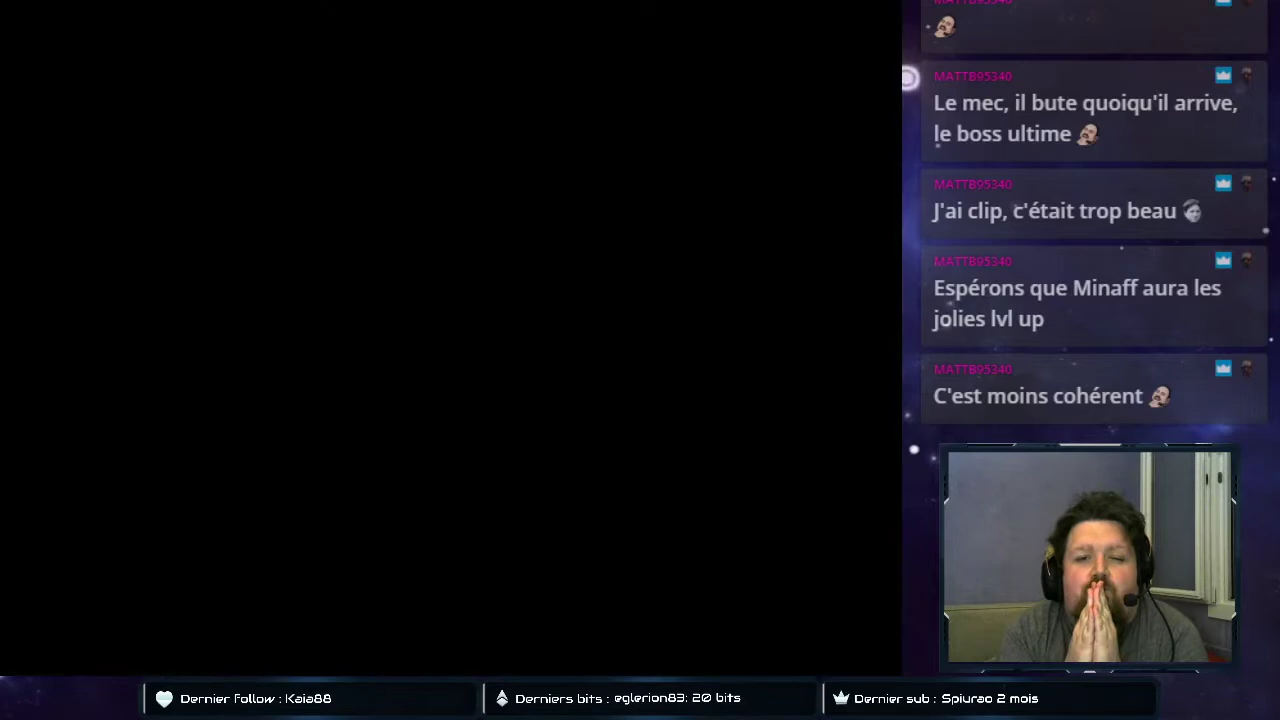 MATTB95340
Le mec, il bute quoiqu'il arrive,
le boss ultime
MATTB95340
J'ai clip, c'était trop beau
MATTB95340
Espérons que Minaff aura les
jolies lvl up
MATTB95340
C'est moins cohérent
Dernier Follow : Kaia88
Derniers bits : eglerion83: 20 bits
Dernier sub : Spiurao 2 mois